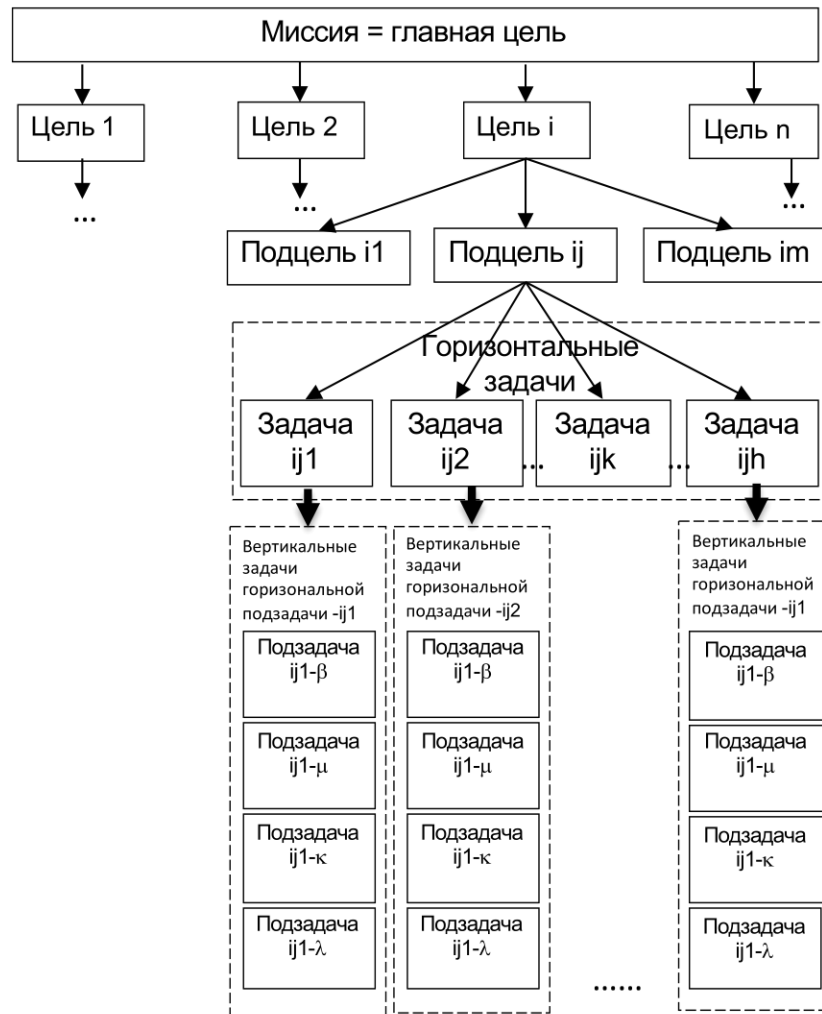 Миссия = главная цель
Цель 1
Цель 2
Цель i
Цель n
...
...
...
Подцель i1
Подцель ij
Подцель im
Горизонтальные
задачи
Задача
ij1
Задача
ij2
...
Задача
ijk
...
Задача
ijh
Вертикальные
задачи
горизональной
подзадачи -ij1
Подзадача
ij1-β
Подзадача
ij1-μ
Подзадача
ij1-κ
Подзадача
ij1-λ
Вертикальные
задачи
горизональной
подзадачи -ij2
Подзадача
ij1-β
Подзадача
ij1-μ
Подзадача
ij1-κ
Подзадача
ij1-λ
......
Вертикальные
задачи
горизональной
подзадачи -ij1
Подзадача
ij1-β
Подзадача
ij1-μ
Подзадача
ij1-κ
Подзадача
ij1-λ